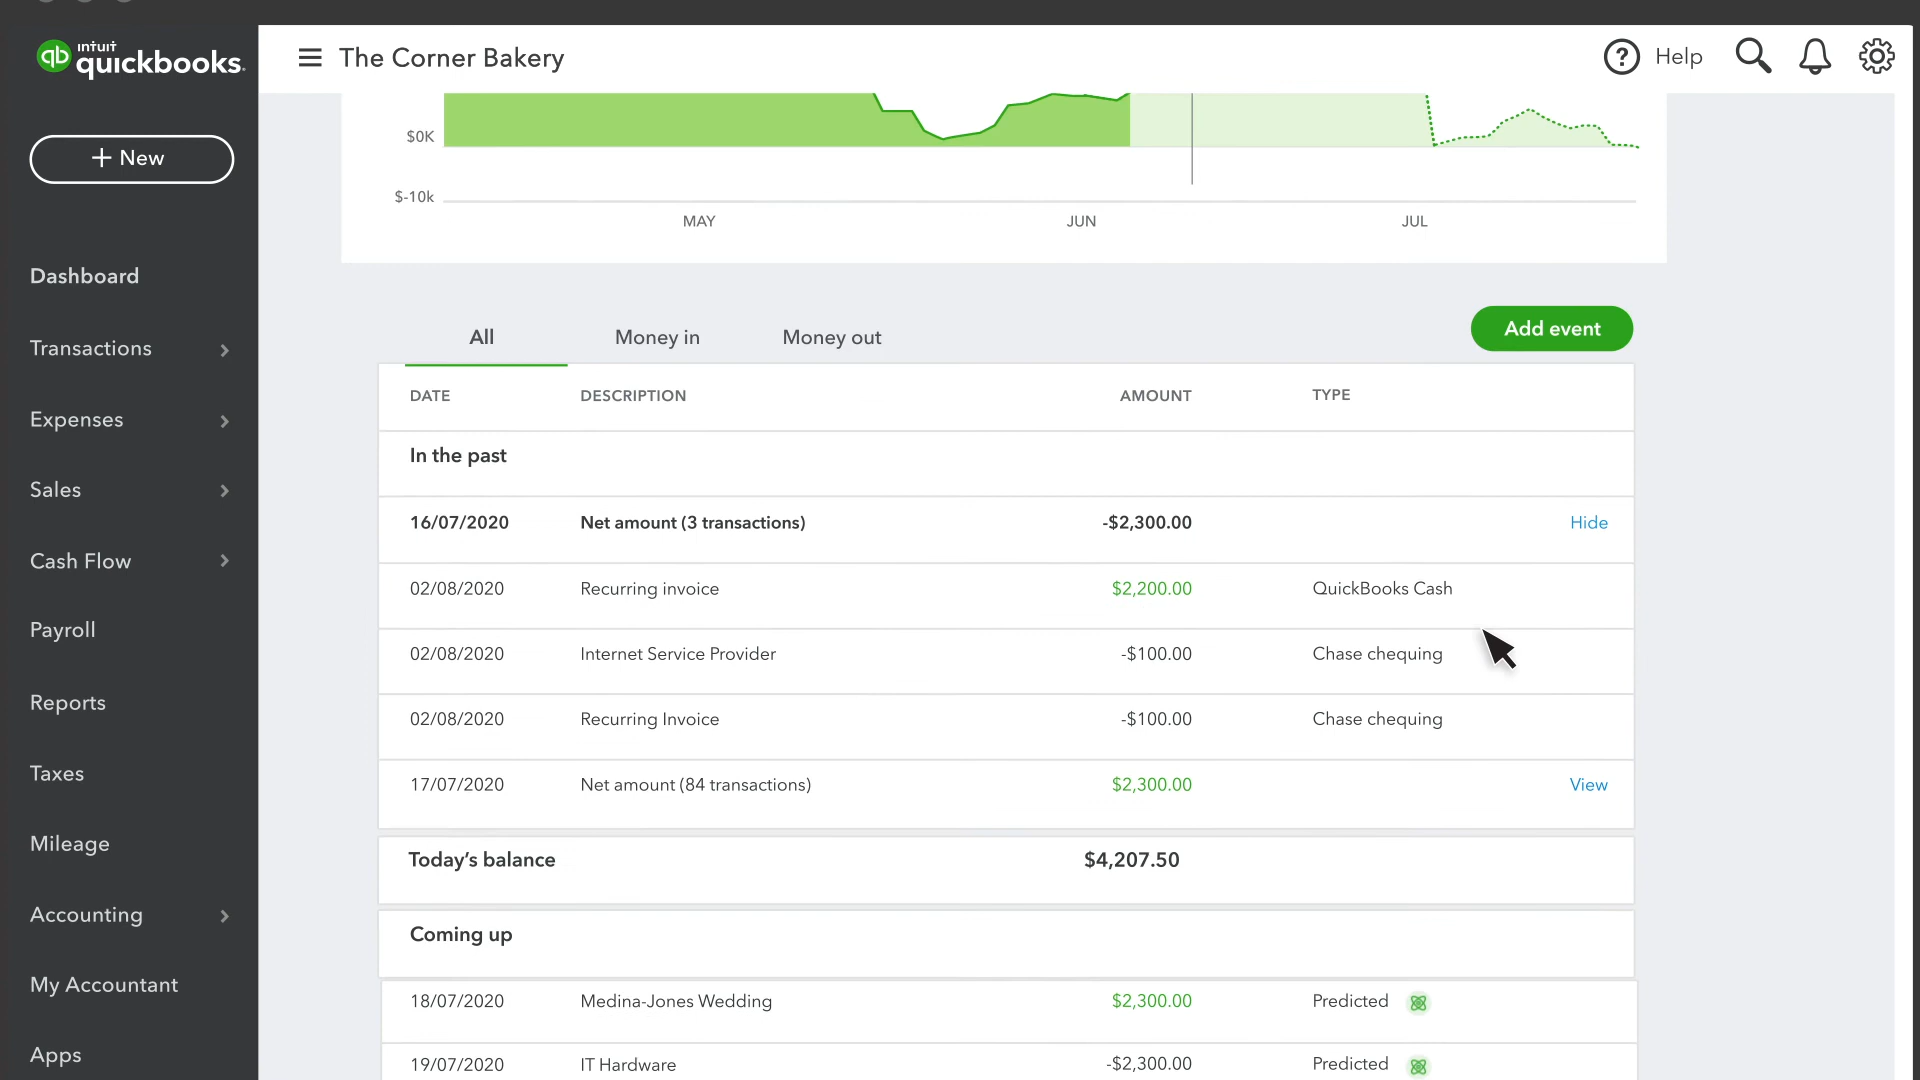 intuit
quickbooks.
The Corner Bakery
Help
+ New
Dashboard
Transactions
Expenses
Sales
Cash Flow
Payroll
Reports
Taxes
Mileage
Accounting
My Accountant
Apps
$0K
$-10k
MAY JUN JUL
All Money in Money out
Add event
DATE DESCRIPTION AMOUNT TYPE
In the past
16/07/2020 Net amount (3 transactions) -$2,300.00 Hide
02/08/2020 Recurring invoice $2,200.00 QuickBooks Cash
02/08/2020 Internet Service Provider -$100.00 Chase chequing
02/08/2020 Recurring Invoice -$100.00 Chase chequing
17/07/2020 Net amount (84 transactions) $2,300.00 View
Today’s balance $4,207.50
Coming up
18/07/2020 Medina-Jones Wedding $2,300.00 Predicted
19/07/2020 IT Hardware -$2,300.00 Predicted